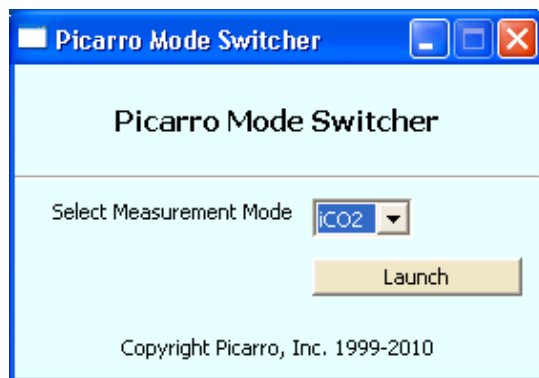 Picarro Mode Switcher
Picarro Mode Switcher
Select Measurement Mode iCO2
Launch
Copyright Picarro, Inc. 1999-2010